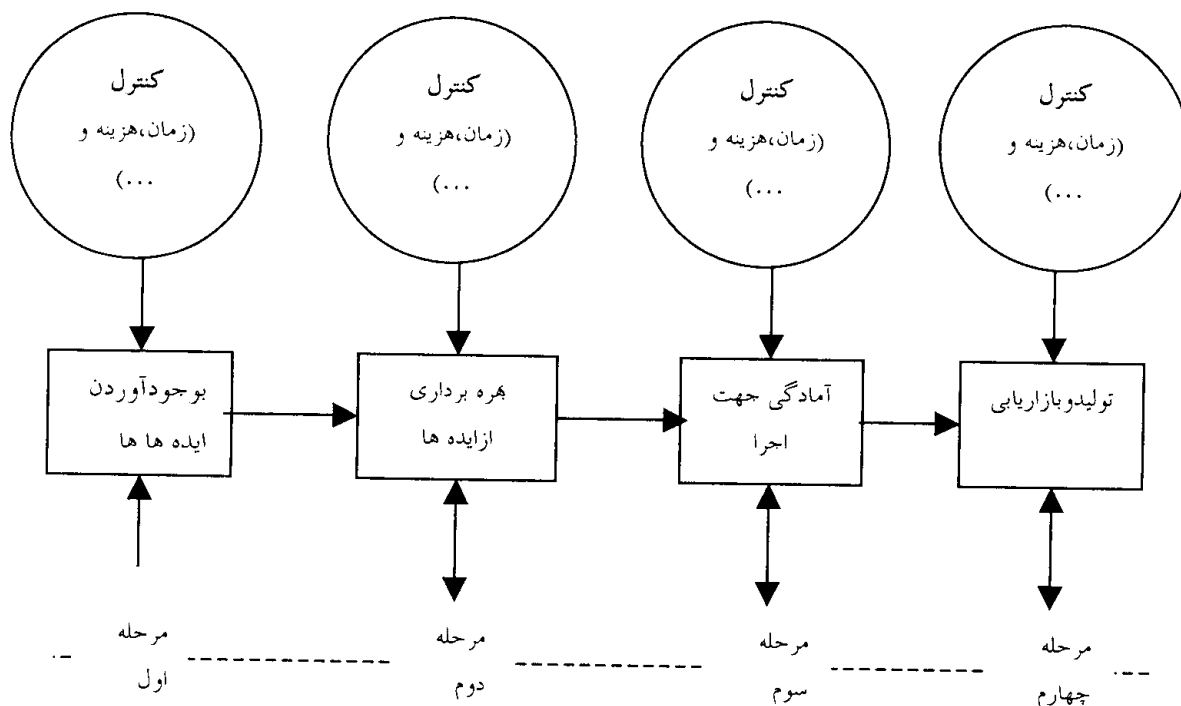 کنترل
(زمان،هزینه و
...)
کنترل
(زمان،هزینه و
...)
کنترل
(زمان،هزینه و
...)
کنترل
(زمان،هزینه و
...)
بوجودآوردن
ایده ها ها
بهره برداری
ازایده ها
آمادگی جهت
اجرا
تولیدوبازاریابی
مرحله
اول
مرحله
دوم
مرحله
سوم
مرحله
چهارم